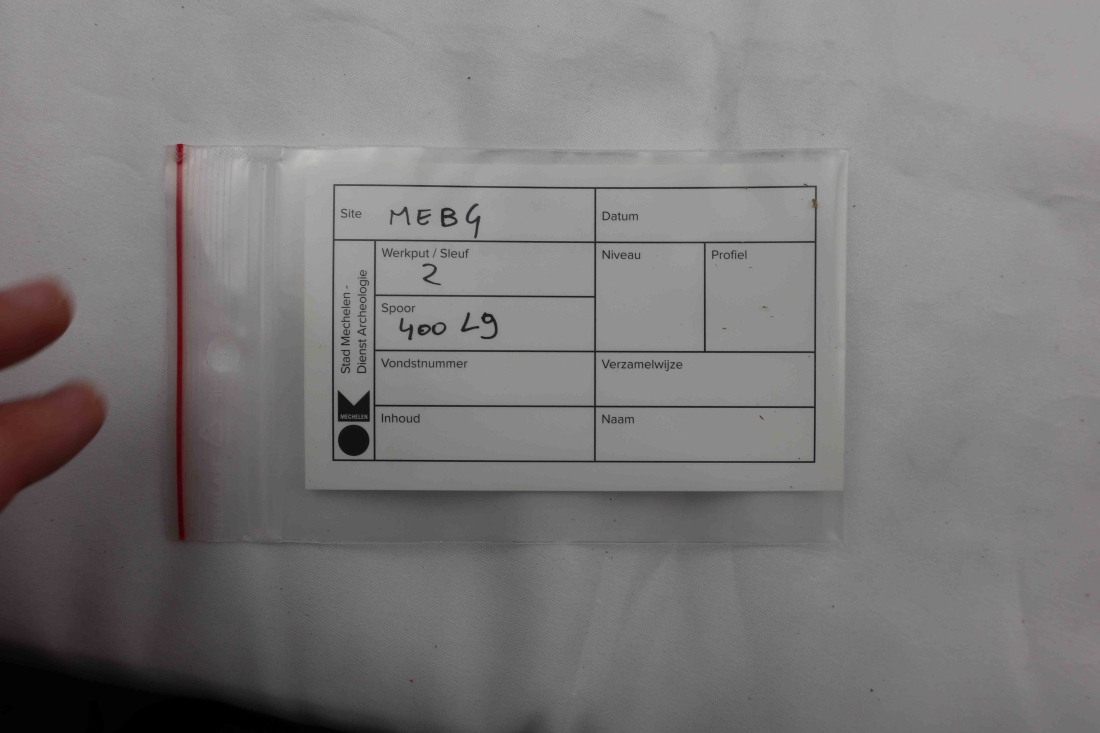 Site MEBG
Datum
Werkput / Sleuf
2
Niveau
Profiel
Spoor
400 L9
Vondstnummer
Verzamelwijze
Inhoud
Naam
Stad Mechelen -
Dienst Archeologie
MECHELEN